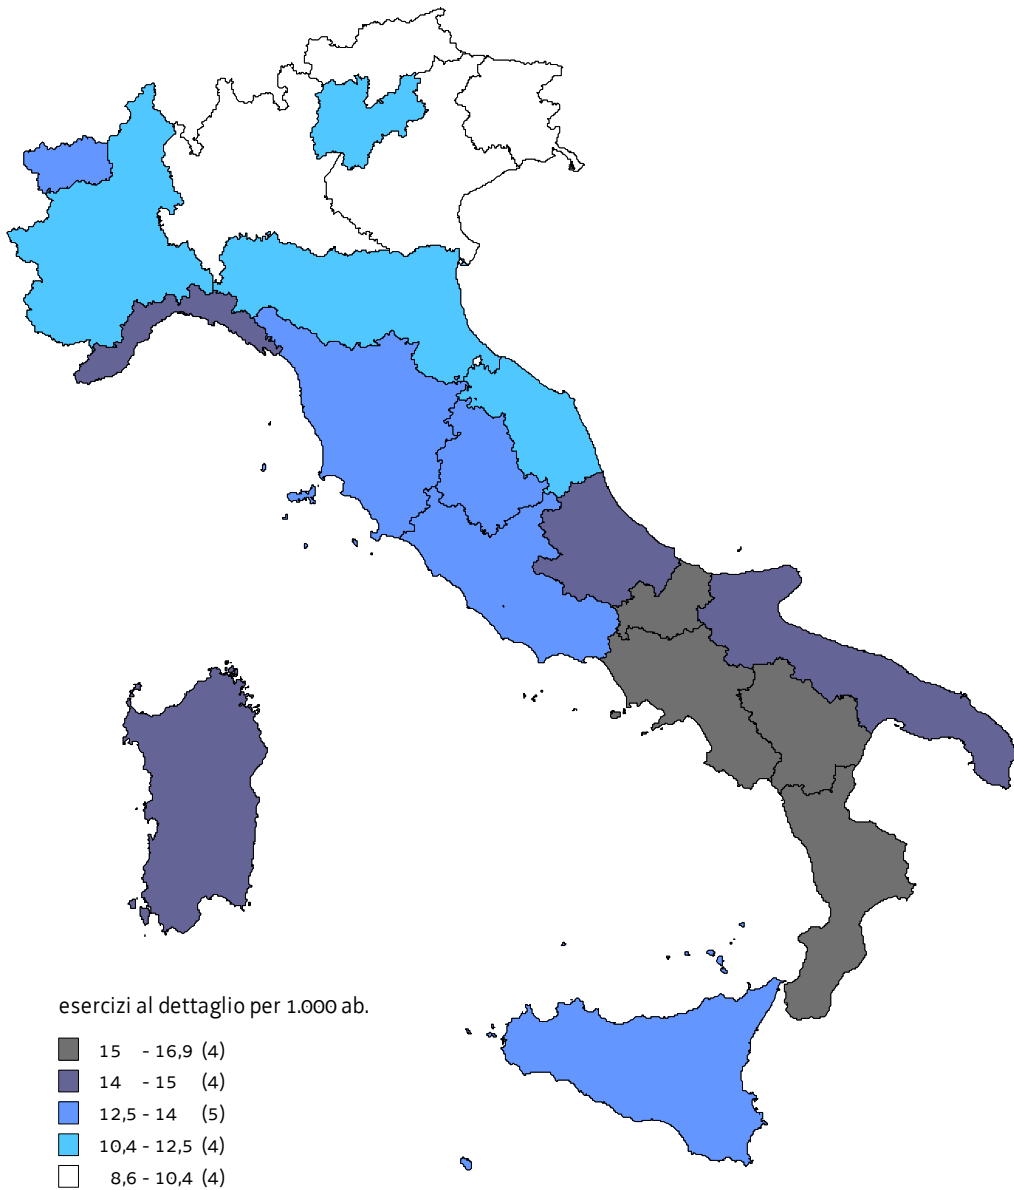 esercizi al dettaglio per 1.000 ab.
15 - 16,9 (4)
14 - 15 (4)
12,5 - 14 (5)
10,4 - 12,5 (4)
8,6 - 10,4 (4)